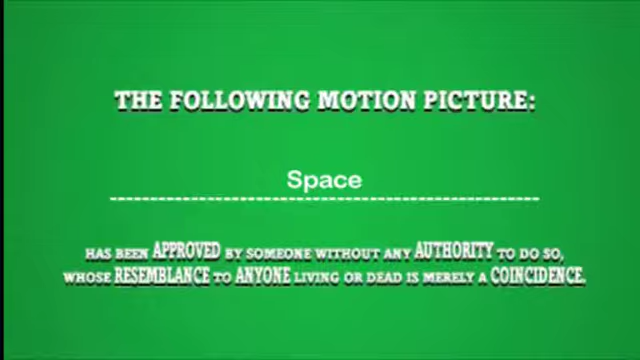 THE FOLLOWING MOTION PICTURE:
Space
HAS BEEN APPROVED BY SOMEONE WITHOUT ANY AUTHORITY TO DO SO,
WHOSE RESEMBLANCE TO ANYONE LIVING OR DEAD IS MERELY A COINCIDENCE.